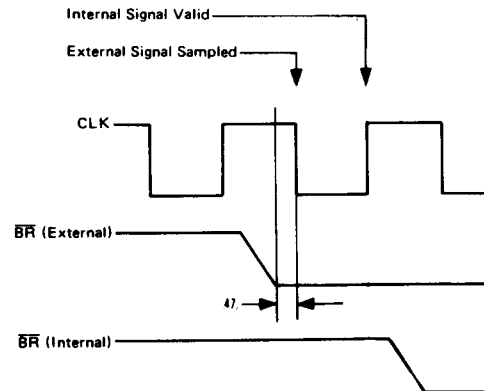 Internal Signal Valid
External Signal Sampled
CLK
BR (External)
47
BR (Internal)